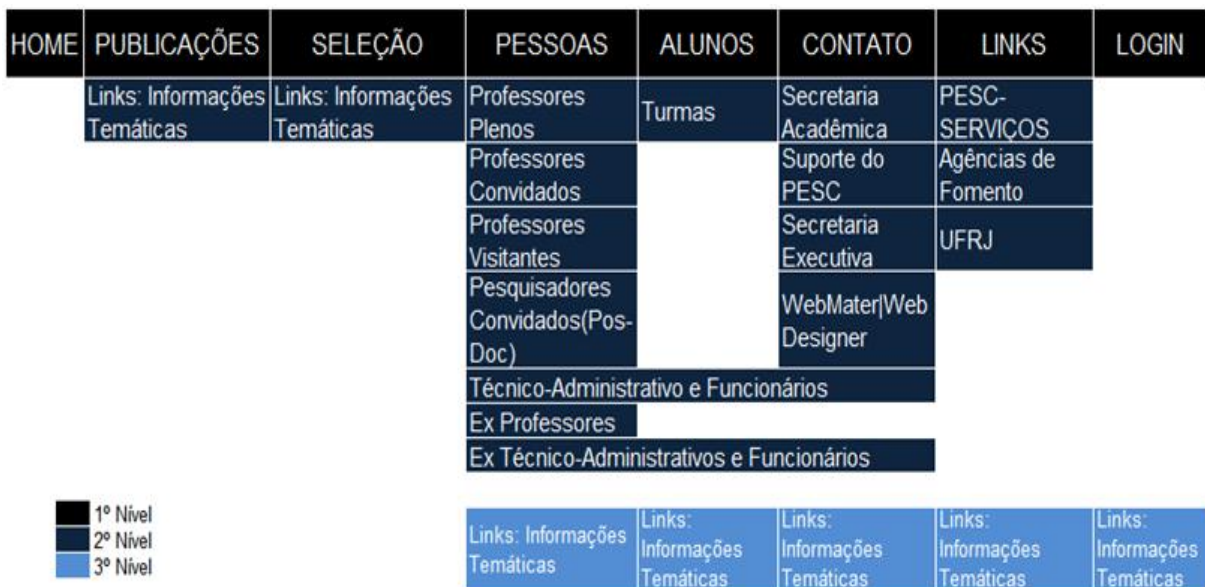 HOME PUBLICAÇÕES SELEÇÃO PESSOAS ALUNOS CONTATO LINKS LOGIN
Links: Informações
Temáticas
Links: Informações
Temáticas
Professores
Plenos
Turmas
Secretaria
Acadêmica
PESC-
SERVIÇOS
Professores
Convidados
Suporte do
PESC
Agências de
Fomento
Professores
Visitantes
Secretaria
Executiva
UFRJ
Pesquisadores
Convidados(Pos-
Doc)
WebMater|Web
Designer
Técnico-Administrativo e Funcionários
Ex Professores
Ex Técnico-Administrativos e Funcionários
1º Nível
2º Nível
3º Nível
Links: Informações
Temáticas
Links:
Informações
Temáticas
Links:
Informações
Temáticas
Links:
Informações
Temáticas
Links:
Informações
Temáticas